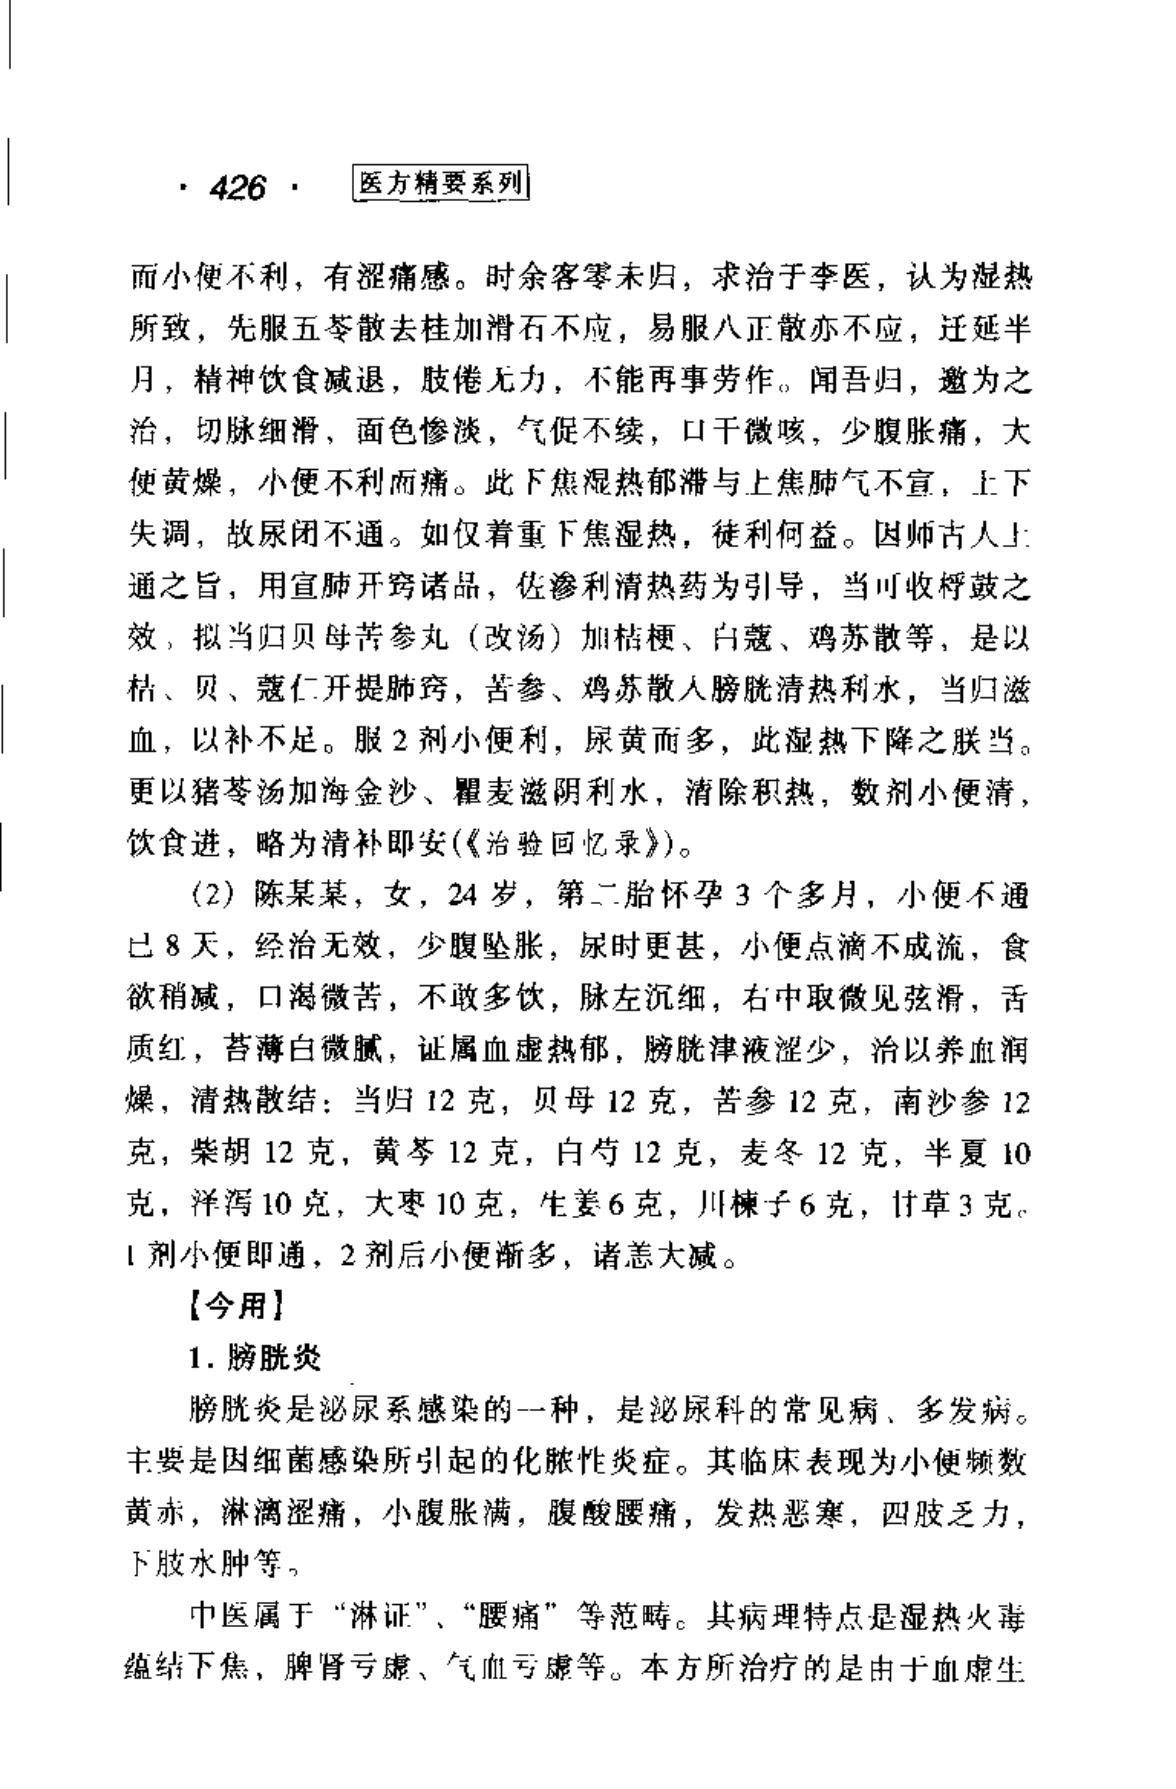 · 426 · 医方精要系列
而小便不利，有涩痛感。时余客零未归，求治于李医，认为湿热
所致，先服五苓散去桂加滑石不应，易服八正散亦不应，迁延半
月，精神饮食减退，肢倦无力，不能再事劳作。闻吾归，邀为之
治，切脉细滑，面色惨淡，气促不续，口干微咳，少腹胀痛，大
便黄燥，小便不利而痛。此下焦湿热郁滞与上焦肺气不宣，上下
失调，故尿闭不通。如仅着重下焦湿热，徒利何益。因师古人上
通之旨，用宣肺开窍诸品，佐渗利清热药为引导，当可收桴鼓之
效。拟当归贝母苦参丸（改汤）加桔梗、白蔻、鸡苏散等，是以
桔、贝、蔻仁开提肺窍，苦参、鸡苏散入膀胱清热利水，当归滋
血，以补不足。服2剂小便利，尿黄而多，此湿热下降之朕当。
更以猪苓汤加海金沙、瞿麦滋阴利水，清除积热，数剂小便清，
饮食进，略为清补即安(《治验回忆录》)。
（2）陈某某，女，24岁，第二胎怀孕3个多月，小便不通
已8天，经治无效，少腹坠胀，尿时更甚，小便点滴不成流，食
欲稍减，口渴微苦，不敢多饮，脉左沉细，右中取微见弦滑，舌
质红，苔薄白微腻，证属血虚热郁，膀胱津液涩少，治以养血润
燥，清热散结：当归12克，贝母12克，苦参12克，南沙参12
克，柴胡12克，黄芩12克，白芍12克，麦冬12克，半夏10
克，泽泻10克，大枣10克，生姜6克，川楝子6克，甘草3克。
1剂小便即通，2剂后小便渐多，诸恙大减。
【今用】
1. 膀胱炎
膀胱炎是泌尿系感染的一种，是泌尿科的常见病、多发病。
主要是因细菌感染所引起的化脓性炎症。其临床表现为小便频数
黄赤，淋漓涩痛，小腹胀满，腹酸腰痛，发热恶寒，四肢乏力，
下肢水肿等。
中医属于“淋证”、“腰痛”等范畴。其病理特点是湿热火毒
蕴结下焦，脾肾亏虚、气血亏虚等。本方所治疗的是由于血虚生